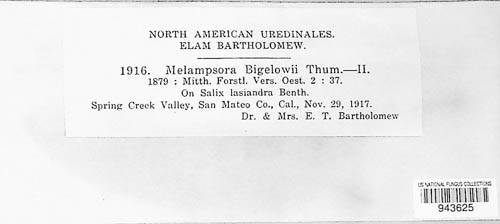 NORTH AMERICAN UREDINALES.
ELAM BARTHOLOMEW.
1916. Melampsora Bigelowii Thum.—II.
1879 : Mitth. Forstl. Vers. Oest. 2 : 37.
On Salix lasiandra Benth.
Spring Creek Valley, San Mateo Co., Cal., Nov. 29, 1917.
Dr. & Mrs. E. T. Bartholomew
US NATIONAL FUNGUS COLLECTIONS
943625